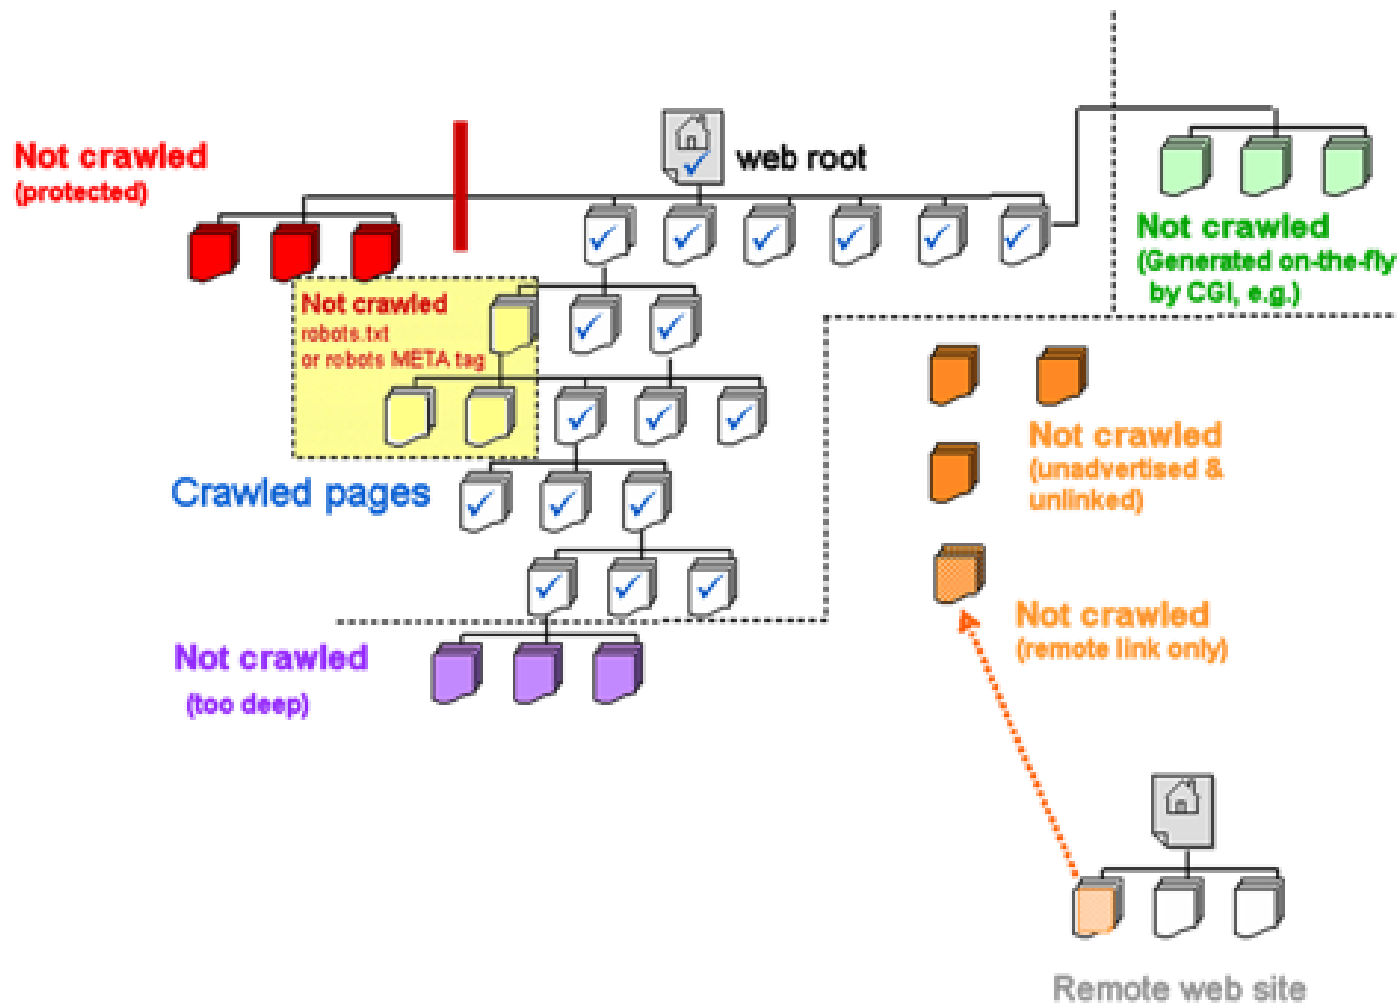 web root
Not crawled
(protected)
Not crawled
(Generated on-the-fly
by CGI, e.g.)
Not crawled
robots.txt
or robots META tag
Crawled pages
Not crawled
(unadvertised &
unlinked)
Not crawled
(remote link only)
Not crawled
(too deep)
Remote web site